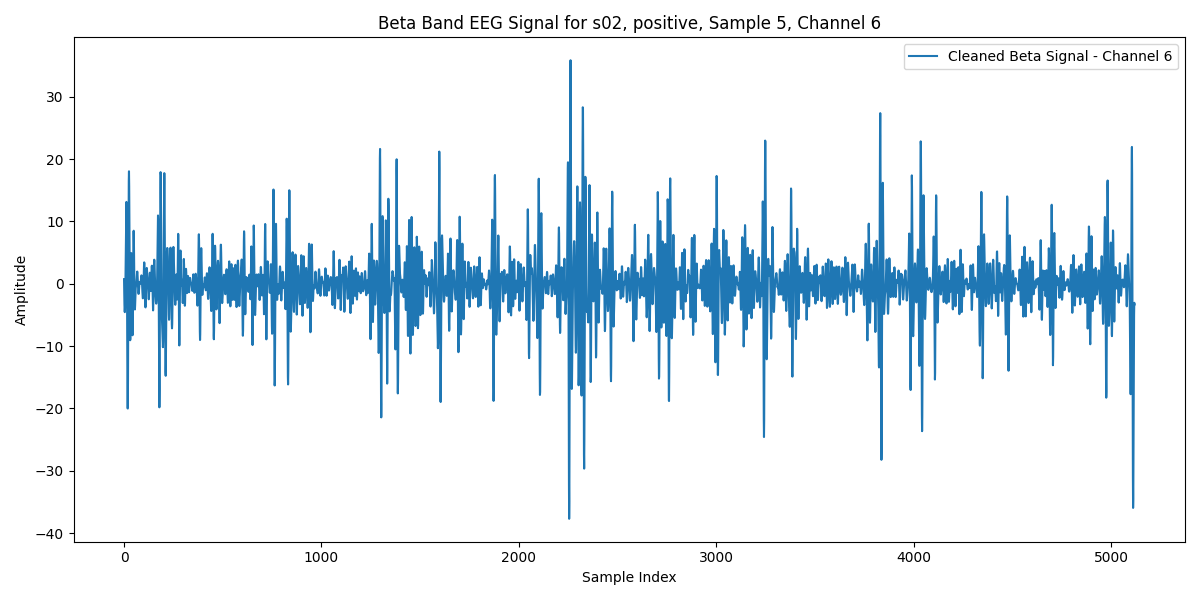 Beta Band EEG Signal for s02, positive, Sample 5, Channel 6
Cleaned Beta Signal - Channel 6
Amplitude
30
20
10
0
−10
−20
−30
−40
0 1000 2000 3000 4000 5000
Sample Index